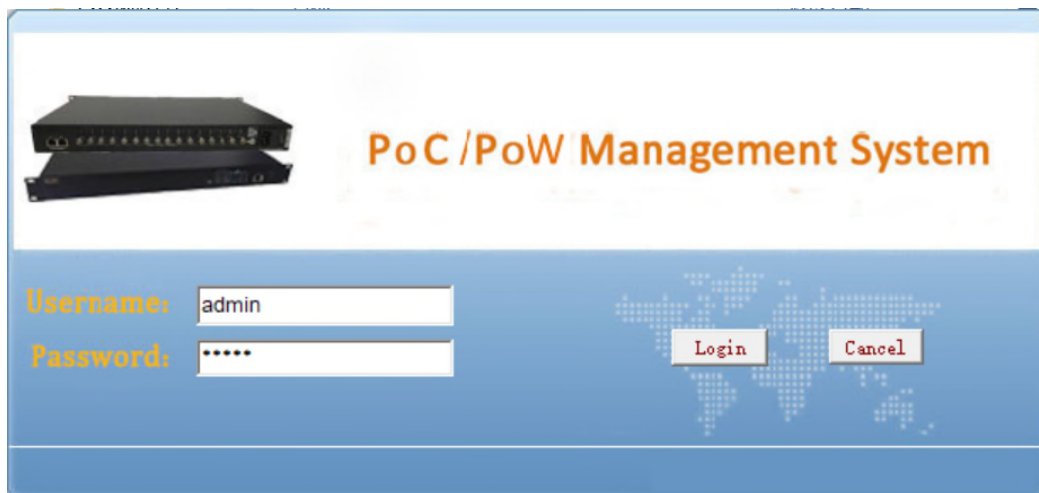 PoC /PoW Management System
Username: admin
Password: •••••
Login Cancel